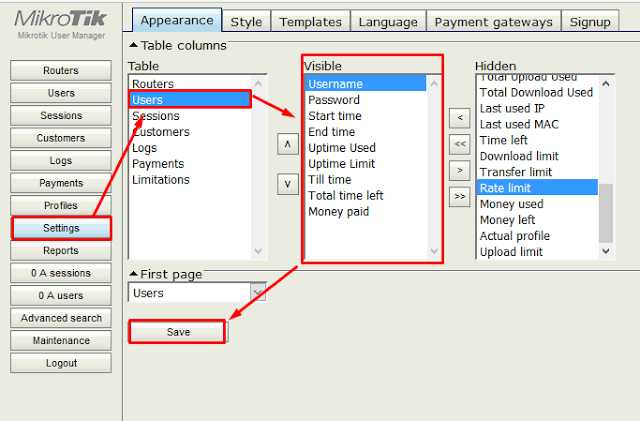 MikroTik
Mikrotik User Manager
Appearance
Style
Templates
Language
Payment gateways
Signup
Routers
Users
Sessions
Customers
Logs
Payments
Profiles
Settings
Reports
0 A sessions
0 A users
Advanced search
Maintenance
Logout
Table columns
Table
Routers
Users
Sessions
Customers
Logs
Payments
Limitations
Visible
Username
Password
Start time
End time
Uptime Used
Uptime Limit
Till time
Total time left
Money paid
Hidden
Total Upload Used
Total Download Used
Last used IP
Last used MAC
Time left
Download limit
Transfer limit
Rate limit
Money used
Money left
Actual profile
Upload limit
<
<<
>
>>
First page
Users
Save